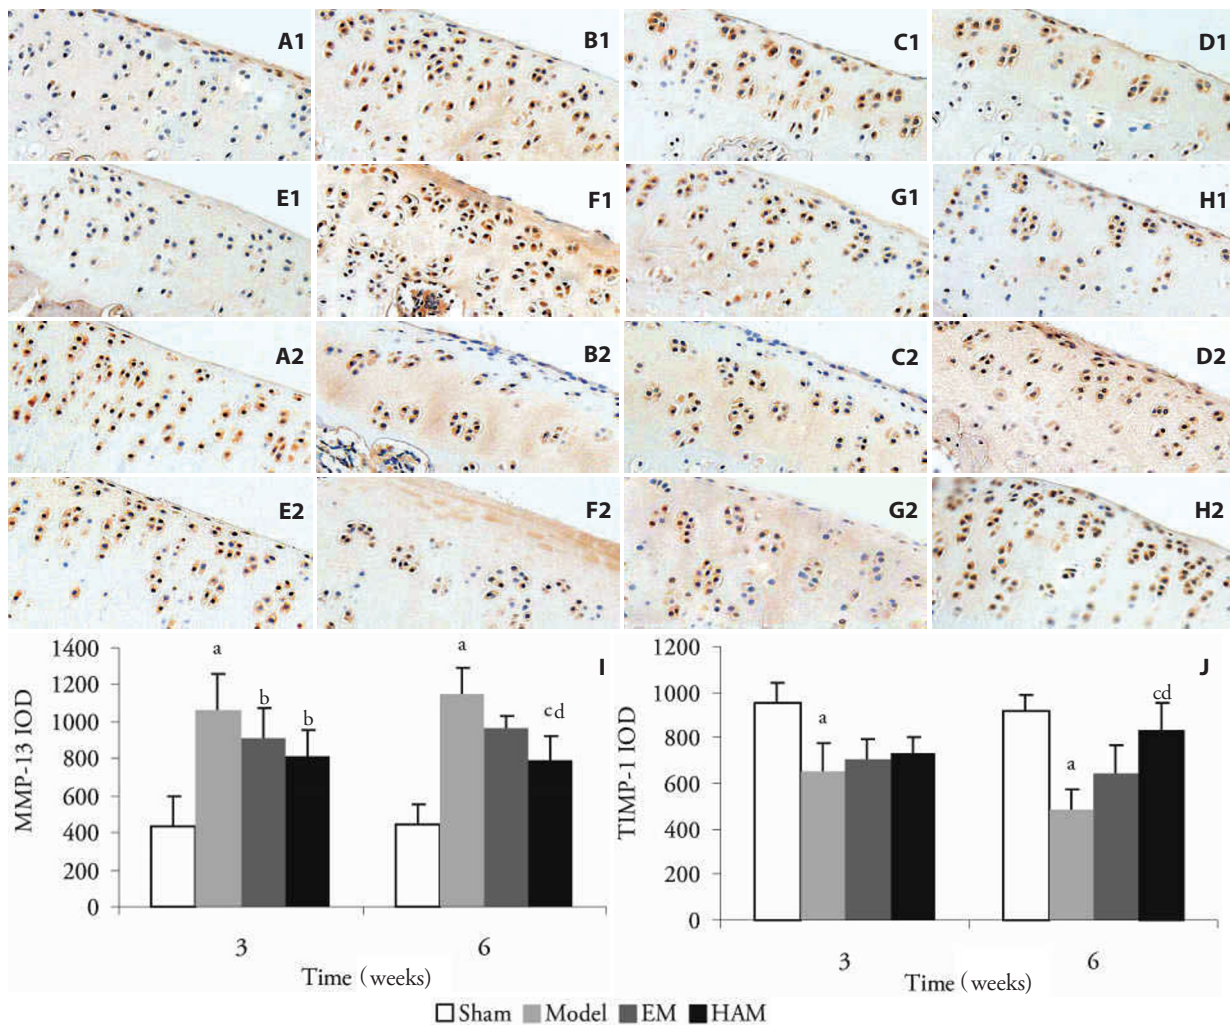 A1
B1
C1
D1
E1
F1
G1
H1
A2
B2
C2
D2
E2
F2
G2
H2
I
1400
1200
1000
800
600
400
200
0
MMP-13 IOD
a
b
b
a
cd
3
6
Time (weeks)
J
1200
1000
800
600
400
200
0
TIMP-1 IOD
a
a
cd
3
6
Time (weeks)
Sham Model EM HAM